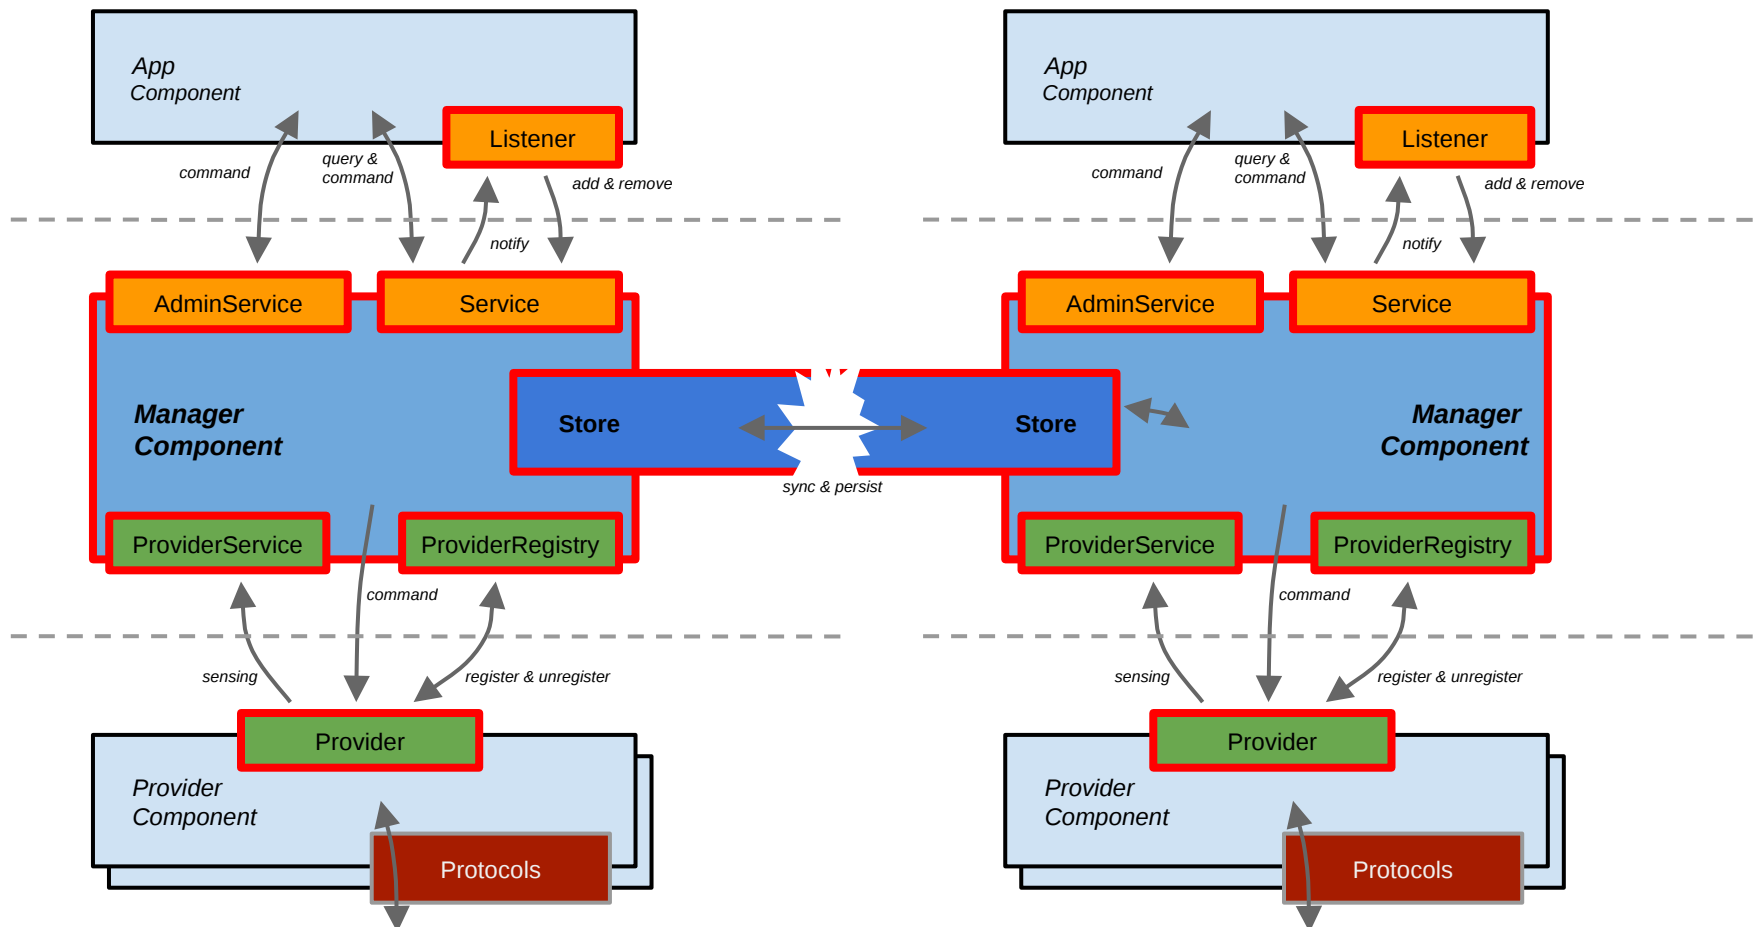 App
Component
Listener
command
query &
command
add & remove
notify
AdminService
Service
Manager
Component
Store
ProviderService
ProviderRegistry
command
sensing
register & unregister
Provider
Provider
Component
Protocols
sync & persist
App
Component
Listener
command
query &
command
add & remove
notify
AdminService
Service
Store
Manager
Component
ProviderService
ProviderRegistry
command
sensing
register & unregister
Provider
Provider
Component
Protocols